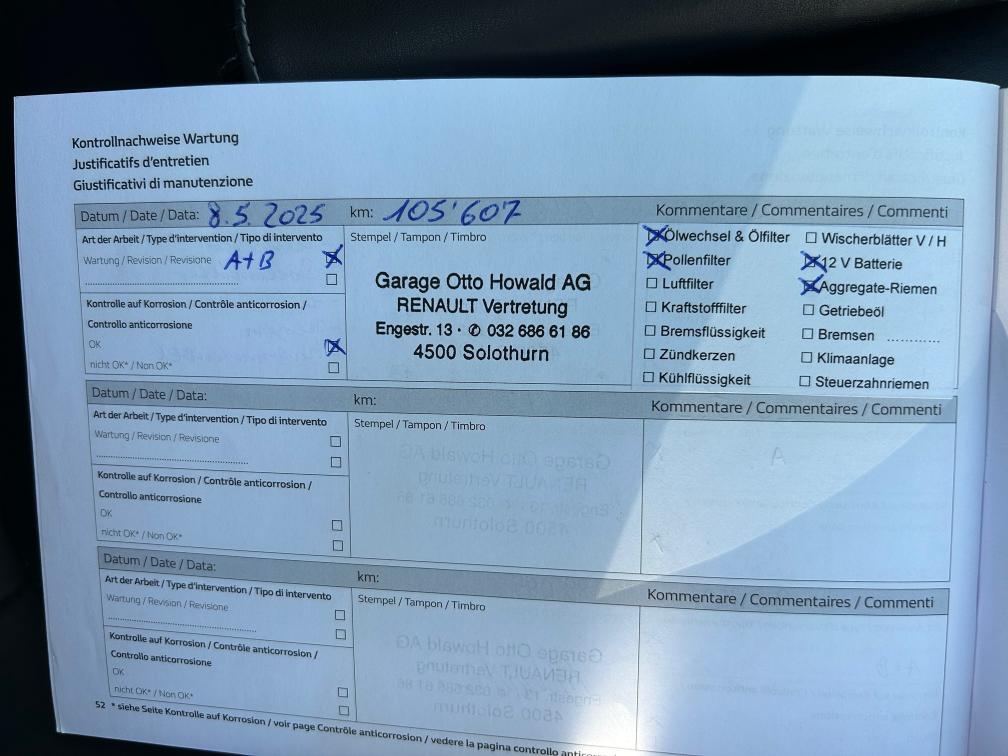 Kontrollnachweise Wartung
Justificatifs d'entretien
Giustificativi di manutenzione
Datum / Date / Data: 8.5.2025 km: 105'607 Kommentare / Commentaires / Commenti
Art der Arbeit / Type d'intervention / Tipo di intervento
Wartung / Revision / Revisione A+B
Kontrolle auf Korrosion / Contrôle anticorrosion /
Controllo anticorrosione
OK
nicht OK* / Non OK*
Stempel / Tampon / Timbro
Garage Otto Howald AG
RENAULT Vertretung
Engestr. 13 · ✆ 032 686 61 86
4500 Solothurn
☒ Ölwechsel & Ölfilter ☐ Wischerblätter V / H
☒ Pollenfilter ☒ 12 V Batterie
☐ Luftfilter ☒ Aggregate-Riemen
☐ Kraftstofffilter ☐ Getriebeöl
☐ Bremsflüssigkeit ☐ Bremsen ............
☐ Zündkerzen ☐ Klimaanlage
☐ Kühlflüssigkeit ☐ Steuerzahnriemen
Datum / Date / Data: km: Kommentare / Commentaires / Commenti
Art der Arbeit / Type d'intervention / Tipo di intervento
Wartung / Revision / Revisione
Kontrolle auf Korrosion / Contrôle anticorrosion /
Controllo anticorrosione
OK
nicht OK* / Non OK*
Stempel / Tampon / Timbro
Datum / Date / Data: km: Kommentare / Commentaires / Commenti
Art der Arbeit / Type d'intervention / Tipo di intervento
Wartung / Revision / Revisione
Kontrolle auf Korrosion / Contrôle anticorrosion /
Controllo anticorrosione
OK
nicht OK* / Non OK*
Stempel / Tampon / Timbro
52 * siehe Seite Kontrolle auf Korrosion / voir page Contrôle anticorrosion / vedere la pagina controllo